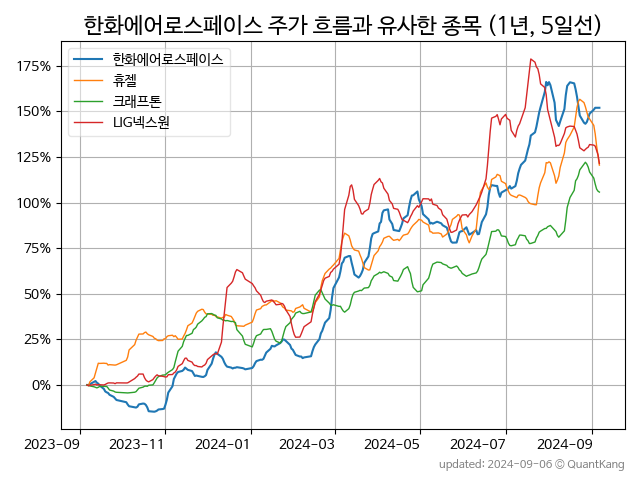 한화에어로스페이스 주가 흐름과 유사한 종목 (1년, 5일선)
한화에어로스페이스
휴젤
크래프톤
LIG넥스원
175%
150%
125%
100%
75%
50%
25%
0%
2023-09 2023-11 2024-01 2024-03 2024-05 2024-07 2024-09
updated: 2024-09-06 © QuantKang